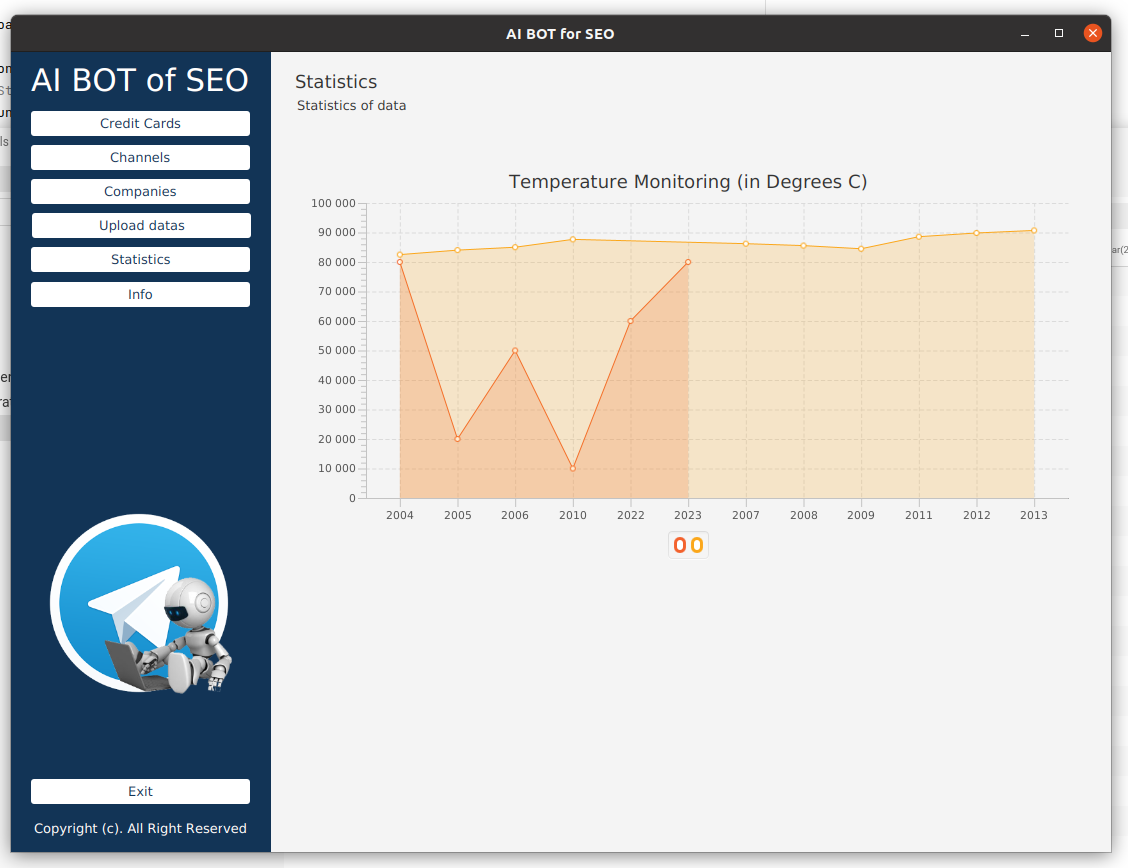 AI BOT for SEO
AI BOT of SEO
Credit Cards
Channels
Companies
Upload datas
Statistics
Info
Exit
Copyright (c). All Right Reserved
Statistics
Statistics of data
Temperature Monitoring (in Degrees C)
100 000
90 000
80 000
70 000
60 000
50 000
40 000
30 000
20 000
10 000
0
2004 2005 2006 2010 2022 2023 2007 2008 2009 2011 2012 2013